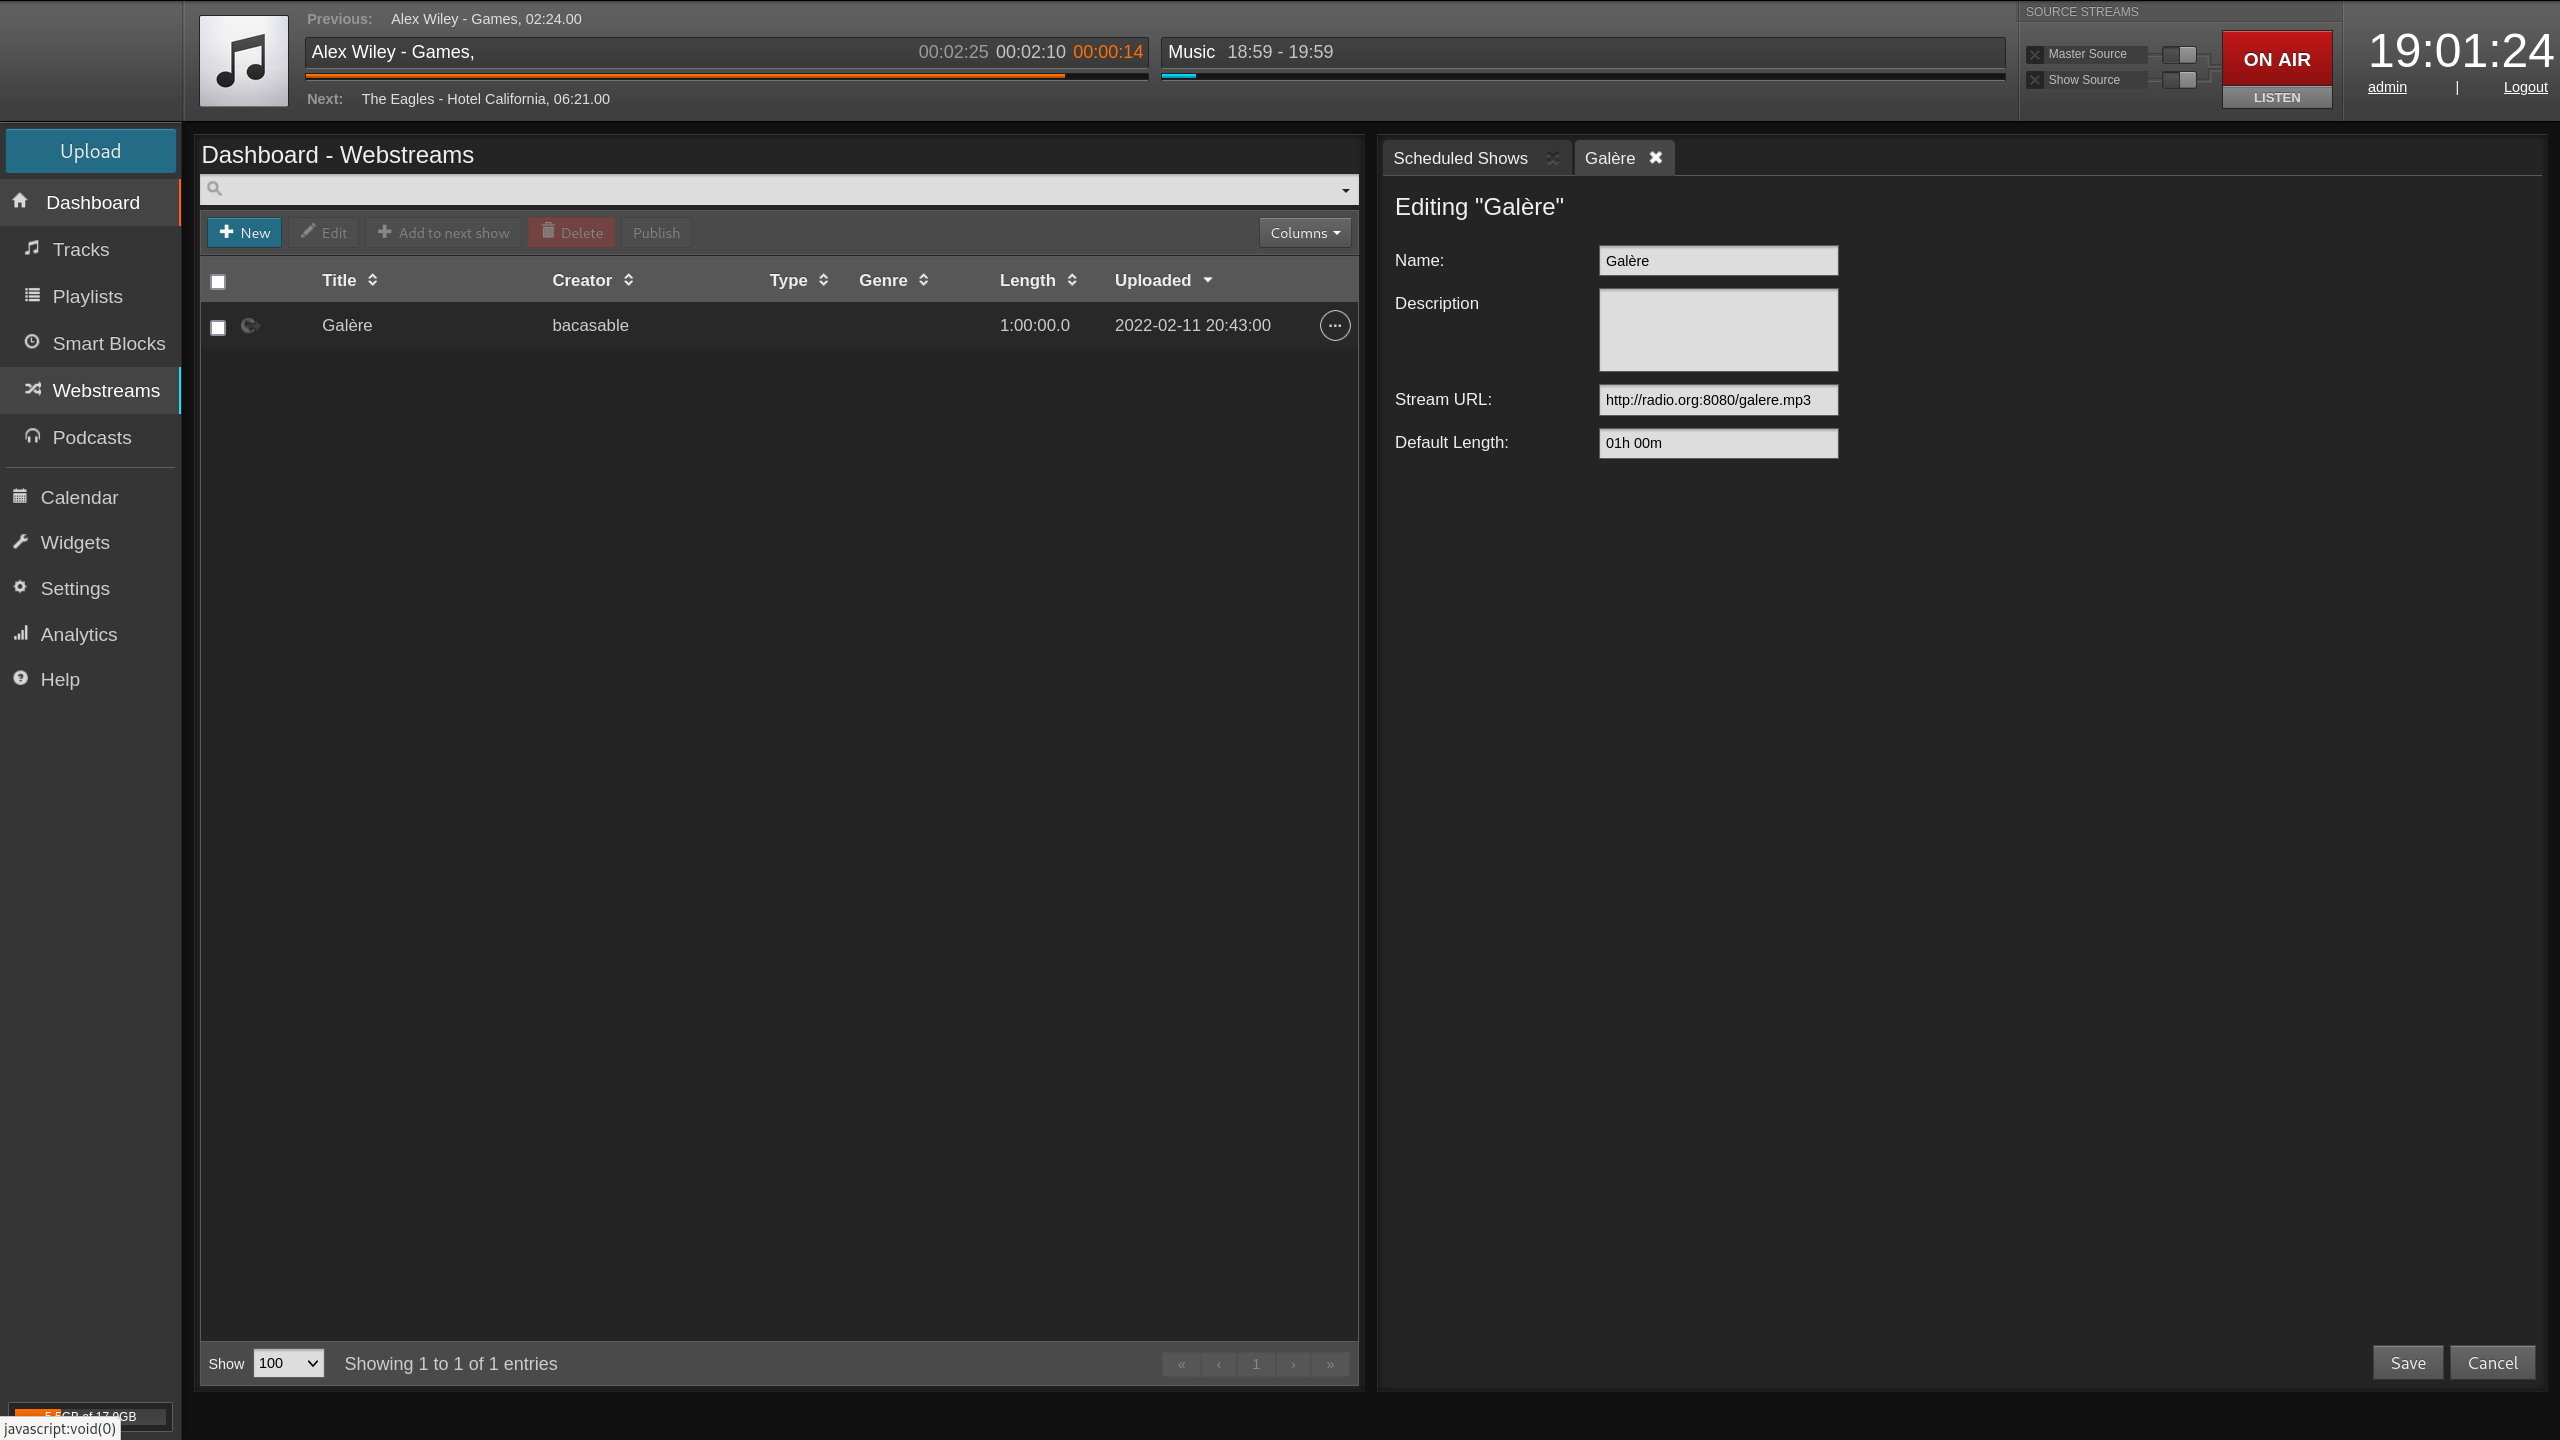 Previous: Alex Wiley - Games, 02:24.00
Alex Wiley - Games, 00:02:25 00:02:10 00:00:14
Next: The Eagles - Hotel California, 06:21.00
Music 18:59 - 19:59
SOURCE STREAMS
Master Source
Show Source
ON AIR
LISTEN
19:01:24
admin | Logout
Upload
Dashboard
Tracks
Playlists
Smart Blocks
Webstreams
Podcasts
Calendar
Widgets
Settings
Analytics
Help
Dashboard - Webstreams
New Edit Add to next show Delete Publish Columns
Title Creator Type Genre Length Uploaded
Galère bacasable 1:00:00.0 2022-02-11 20:43:00
Show 100 Showing 1 to 1 of 1 entries « ‹ 1 › »
Scheduled Shows Galère
Editing "Galère"
Name: Galère
Description
Stream URL: http://radio.org:8080/galere.mp3
Default Length: 01h 00m
Save Cancel
javascript:void(0)